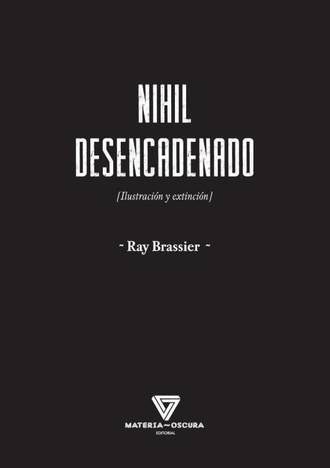 NIHIL
DESENCADENADO
[Ilustración y extinción]
~ Ray Brassier ~
MATERIA~OSCURA
EDITORIAL